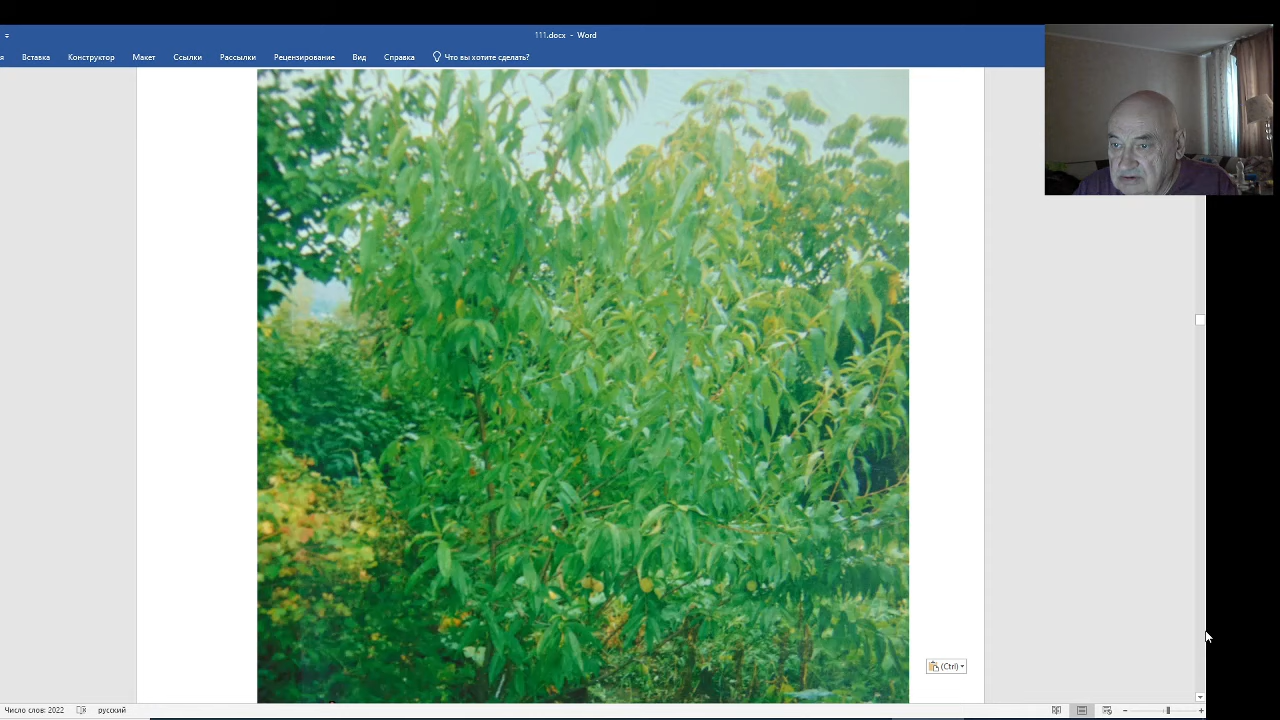 111.docx - Word
я Вставка Конструктор Макет Ссылки Рассылки Рецензирование Вид Справка Что вы хотите сделать?
(Ctrl)
Число слов: 2022 русский